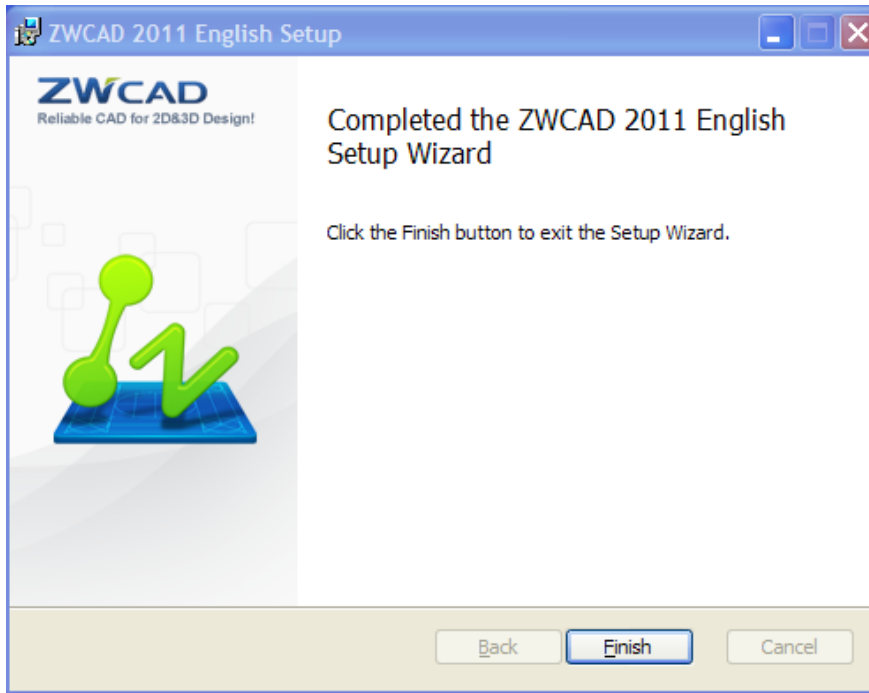 ZWCAD 2011 English Setup
ZWCAD
Reliable CAD for 2D&3D Design!
Completed the ZWCAD 2011 English
Setup Wizard
Click the Finish button to exit the Setup Wizard.
Back
Finish
Cancel